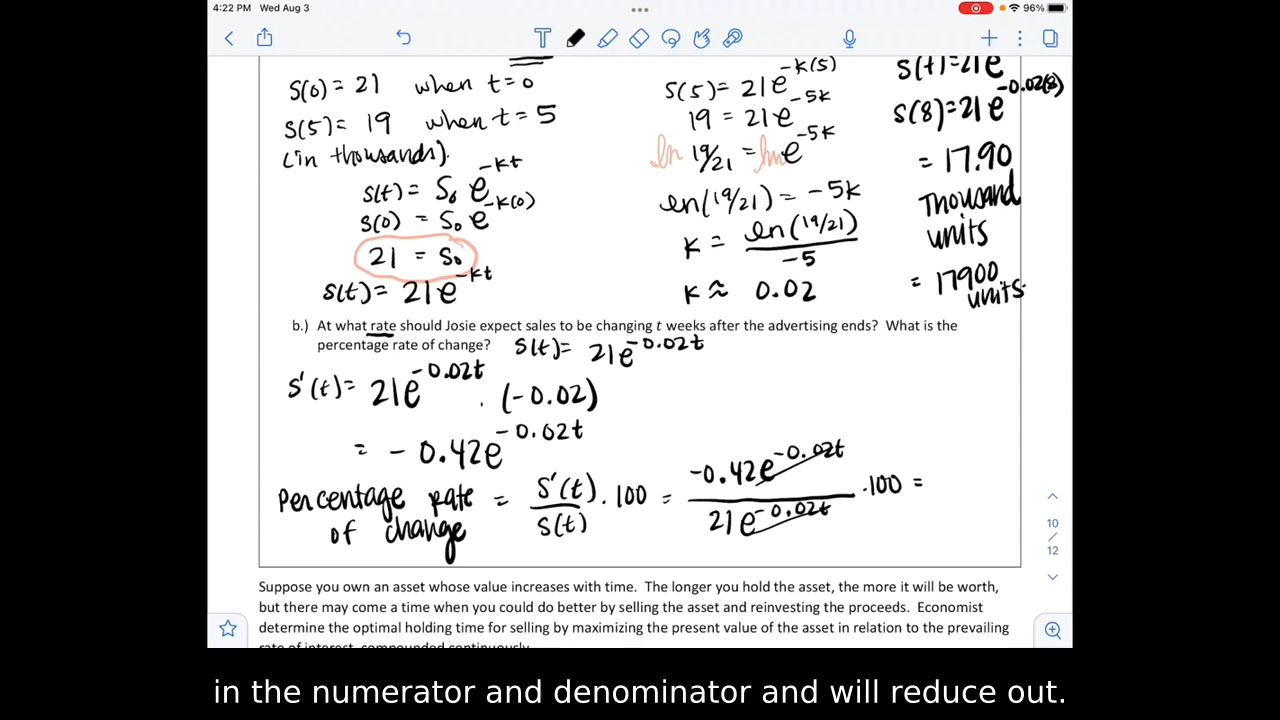 4:22 PM Wed Aug 3
96%
S(0) = 21 when t=0
S(5) = 19 when t = 5
(in thousands).
S(t) = S₀ e^-kt
S(0) = S₀ e^-k(0)
21 = S₀
S(t) = 21e^-kt
S(5) = 21e^-k(5)
19 = 21e^-5k
ln 19/21 = ln e^-5k
ln(19/21) = -5k
k = ln(19/21) / -5
k ≈ 0.02
S(t)=21e
S(8)=21e^-0.02(8)
= 17.90
Thousand
units
= 17900
units.
b.) At what rate should Josie expect sales to be changing t weeks after the advertising ends? What is the
percentage rate of change? S(t) = 21e^-0.02t
S'(t) = 21e^-0.02t · (-0.02)
= -0.42e^-0.02t
Percentage rate of change = S'(t) / S(t) · 100 = -0.42e^-0.02t / 21e^-0.02t · 100 =
10
/
12
Suppose you own an asset whose value increases with time. The longer you hold the asset, the more it will be worth,
but there may come a time when you could do better by selling the asset and reinvesting the proceeds. Economist
determine the optimal holding time for selling by maximizing the present value of the asset in relation to the prevailing
rate of interest, compounded continuously.
in the numerator and denominator and will reduce out.